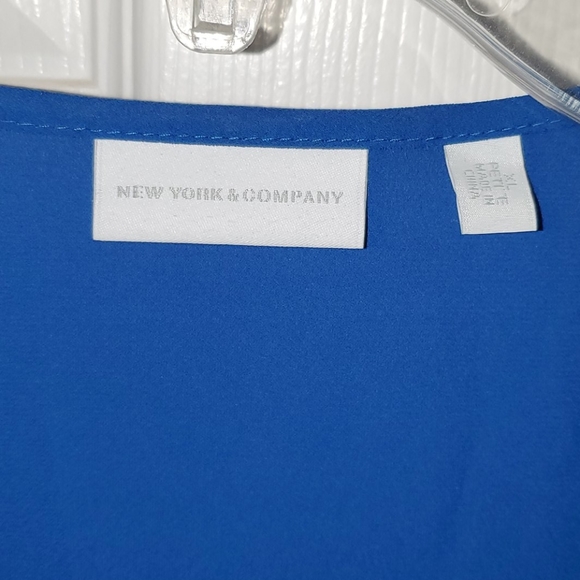 NEW YORK & COMPANY
XL
PETITE
MADE IN
CHINA